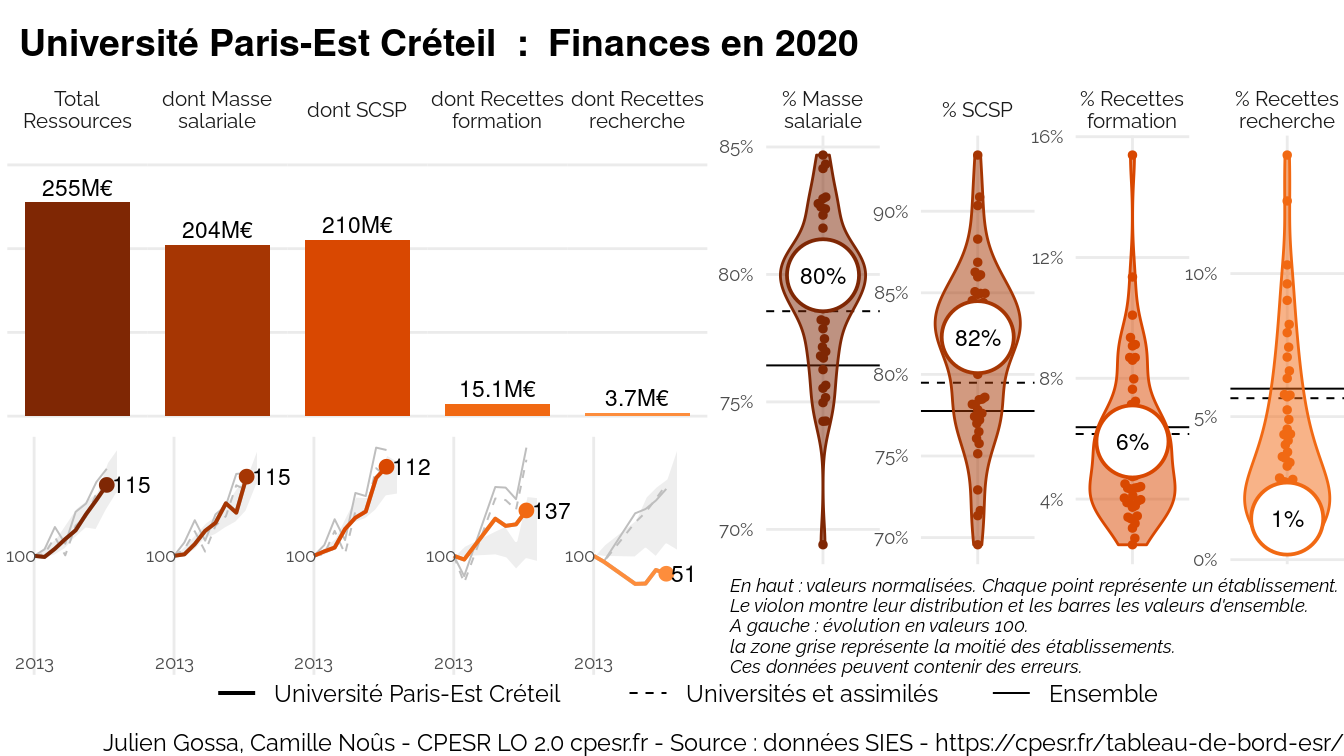 Université Paris-Est Créteil : Finances en 2020
Total
Ressources
dont Masse
salariale
dont SCSP
dont Recettes
formation
dont Recettes
recherche
255M€
204M€
210M€
15.1M€
3.7M€
% Masse
salariale
85%
80%
75%
70%
80%
% SCSP
90%
85%
80%
75%
70%
82%
% Recettes
formation
16%
12%
8%
4%
6%
% Recettes
recherche
10%
5%
0%
1%
100
115
2013
115
2013
100
112
2013
100
137
2013
100
51
2013
En haut : valeurs normalisées. Chaque point représente un établissement.
Le violon montre leur distribution et les barres les valeurs d'ensemble.
A gauche : évolution en valeurs 100.
la zone grise représente la moitié des établissements.
Ces données peuvent contenir des erreurs.
Université Paris-Est Créteil
Universités et assimilés
Ensemble
Julien Gossa, Camille Noûs - CPESR LO 2.0 cpesr.fr - Source : données SIES - https://cpesr.fr/tableau-de-bord-esr/